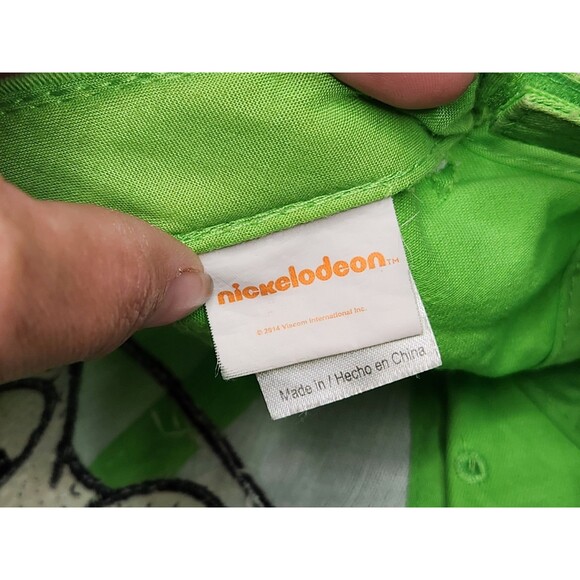 nickelodeon™
© 2014 Viacom International Inc.
Made in / Hecho en China